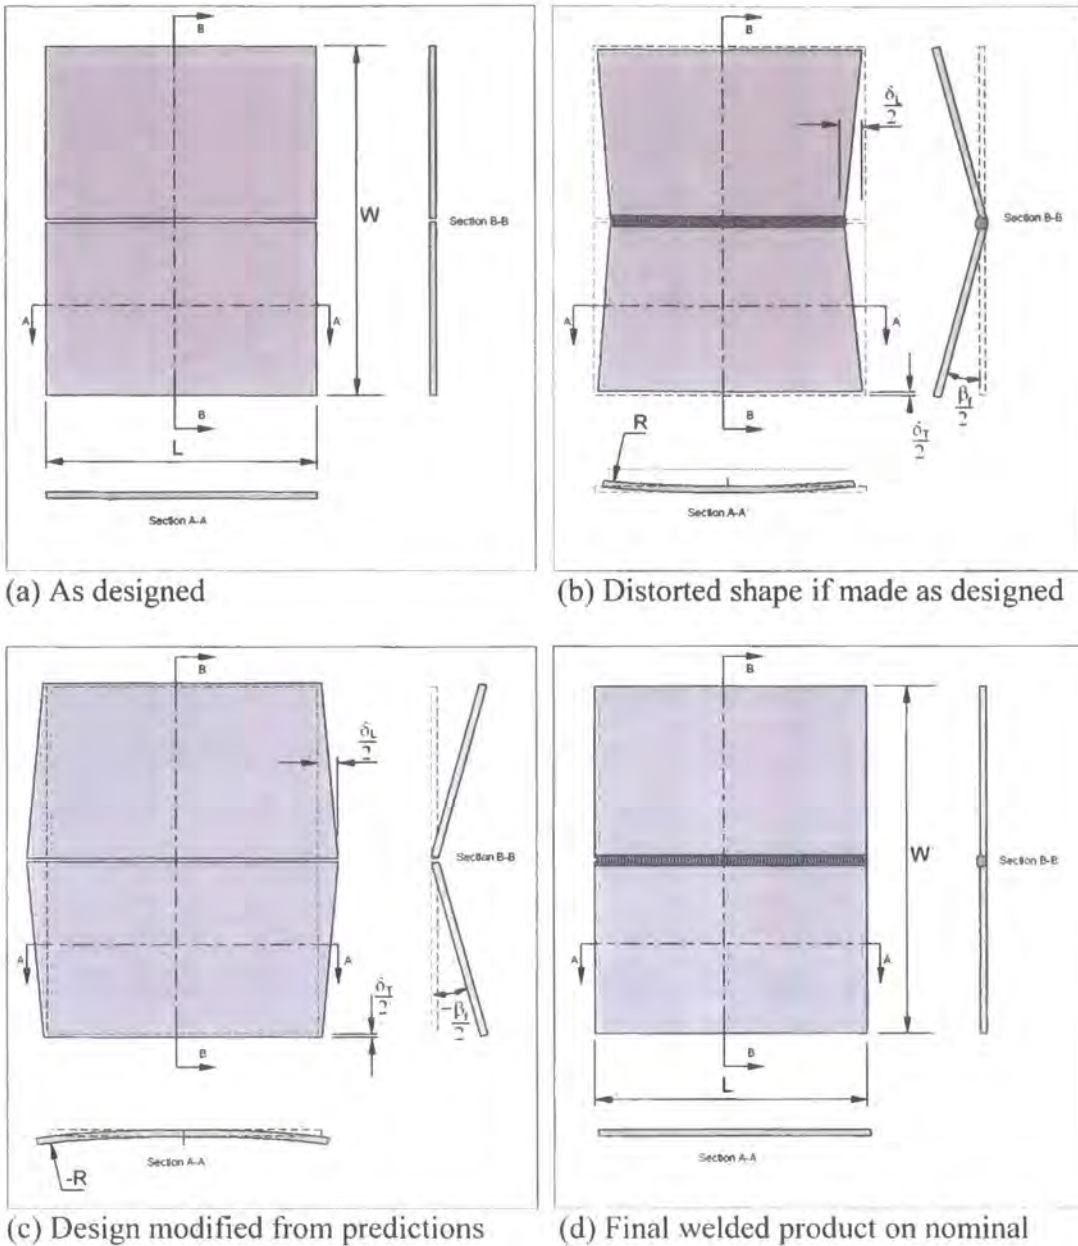 B
W
Section B-B
A
A
B
L
Section A-A
(a) As designed
B
δL
2
Section B-B
A
A
βf
2
B
R
δT
2
Section A-A
(b) Distorted shape if made as designed
B
δL
2
Section B-B
A
A
δT
2
-βf
2
B
Section A-A
-R
(c) Design modified from predictions
B
W
Section B-B
A
A
B
L
Section A-A
(d) Final welded product on nominal